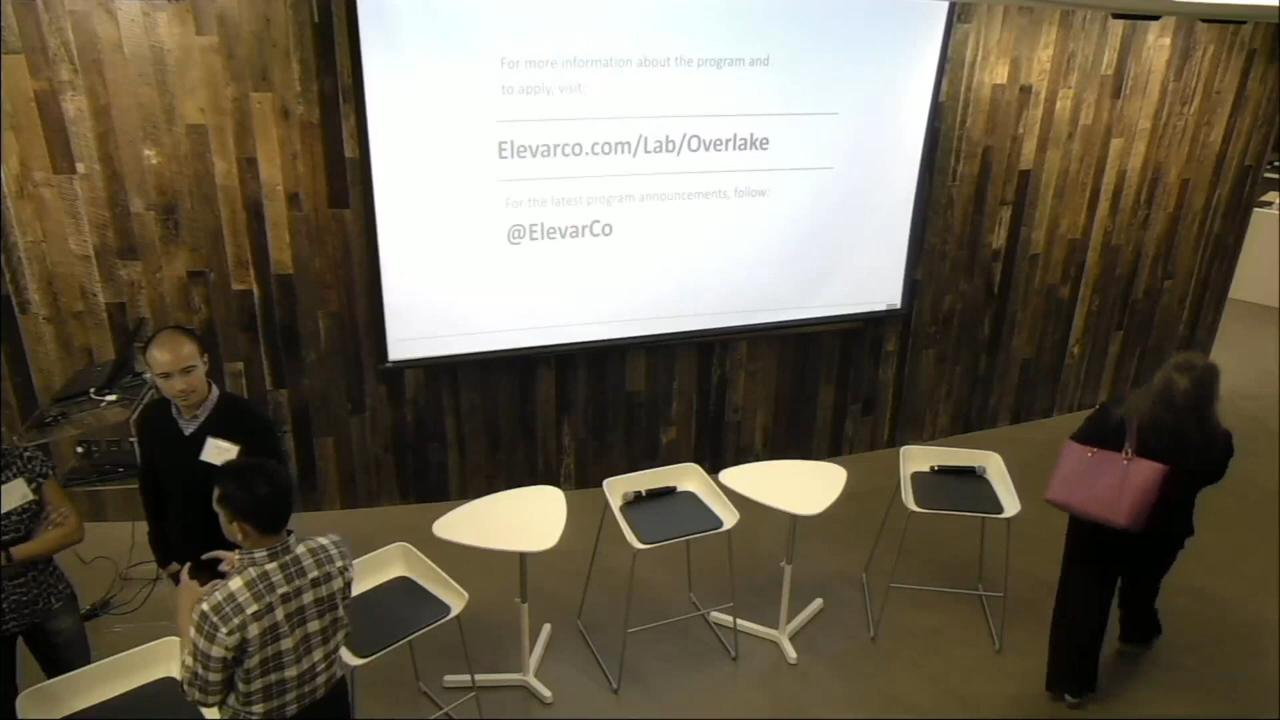 For more information about the program and
to apply, visit:
Elevarco.com/Lab/Overlake
For the latest program announcements, follow:
@ElevarCo